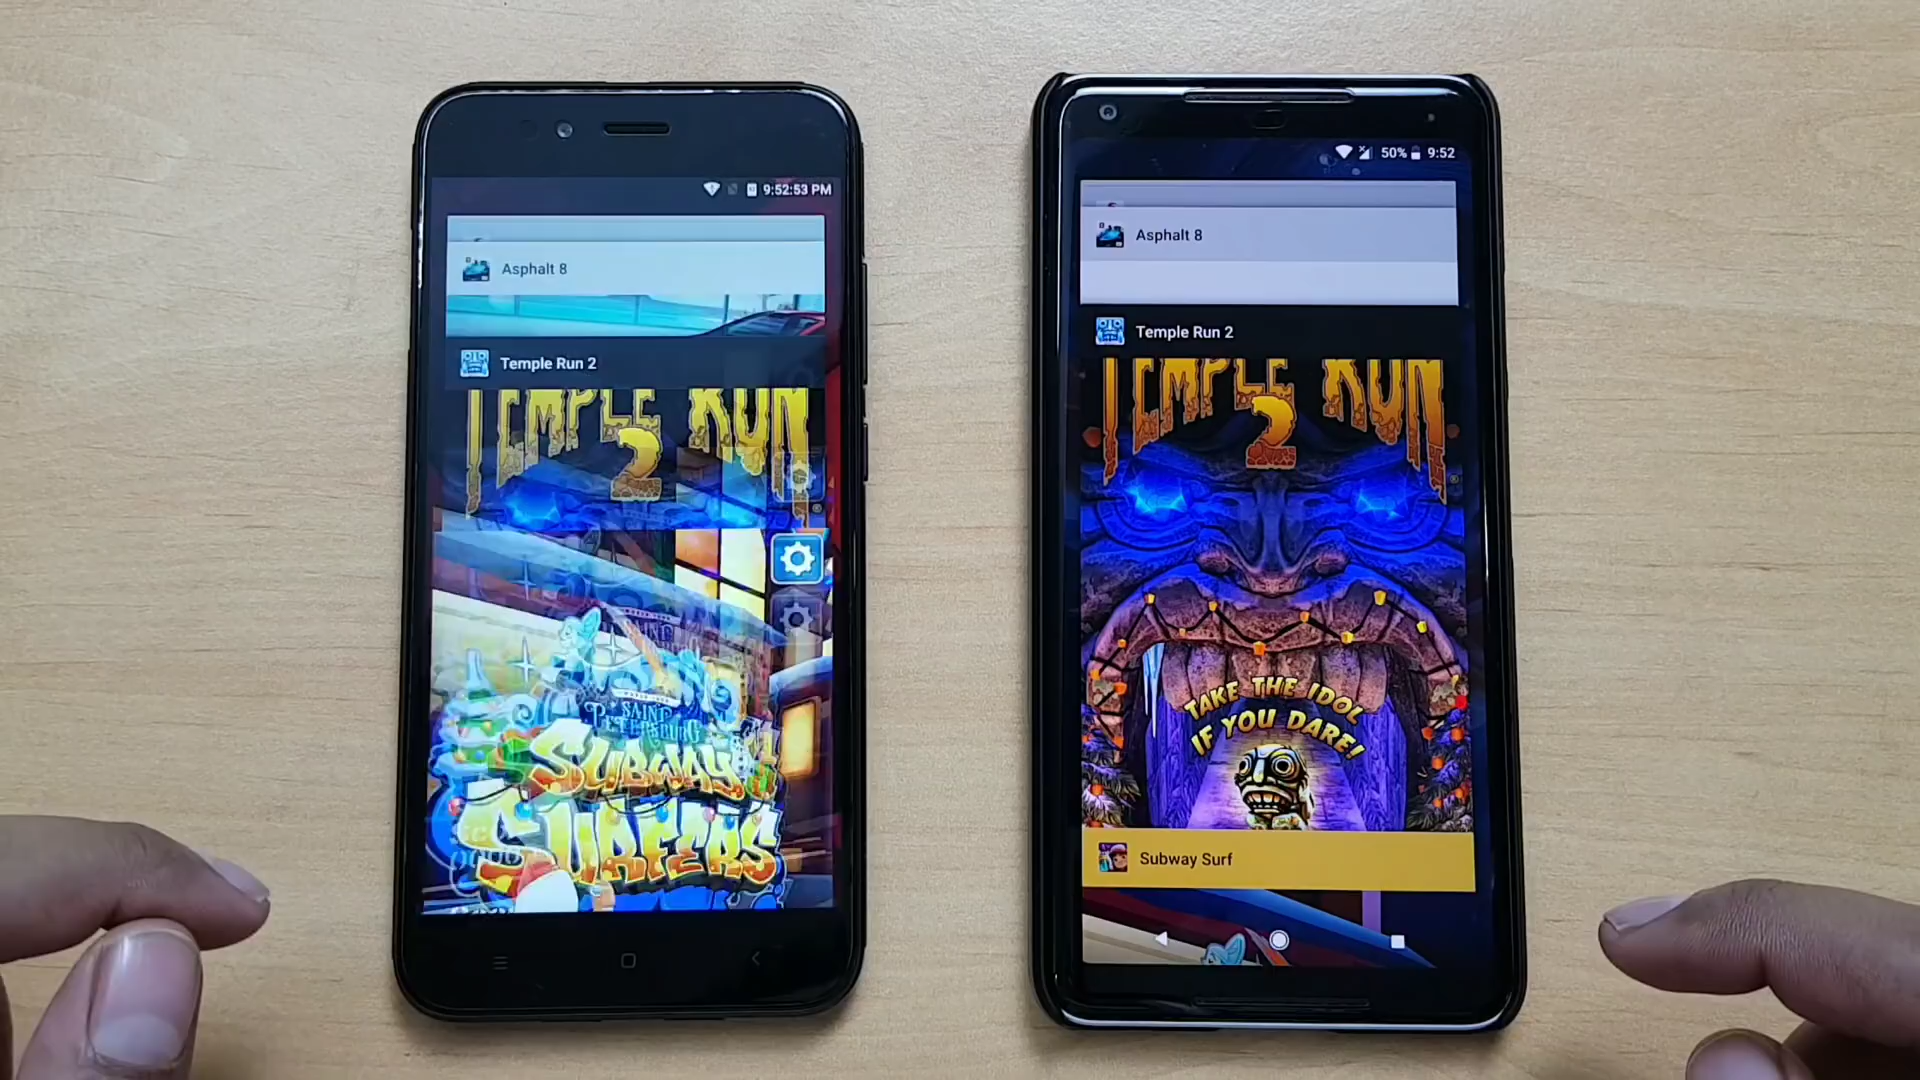 9:52:53 PM
Asphalt 8
Temple Run 2
TEMPLE RUN
2
SAINT
PETERSBURG
SUBWAY
SURFERS
50% 9:52
Asphalt 8
Temple Run 2
TEMPLE RUN
2
TAKE THE IDOL
IF YOU DARE!
Subway Surf